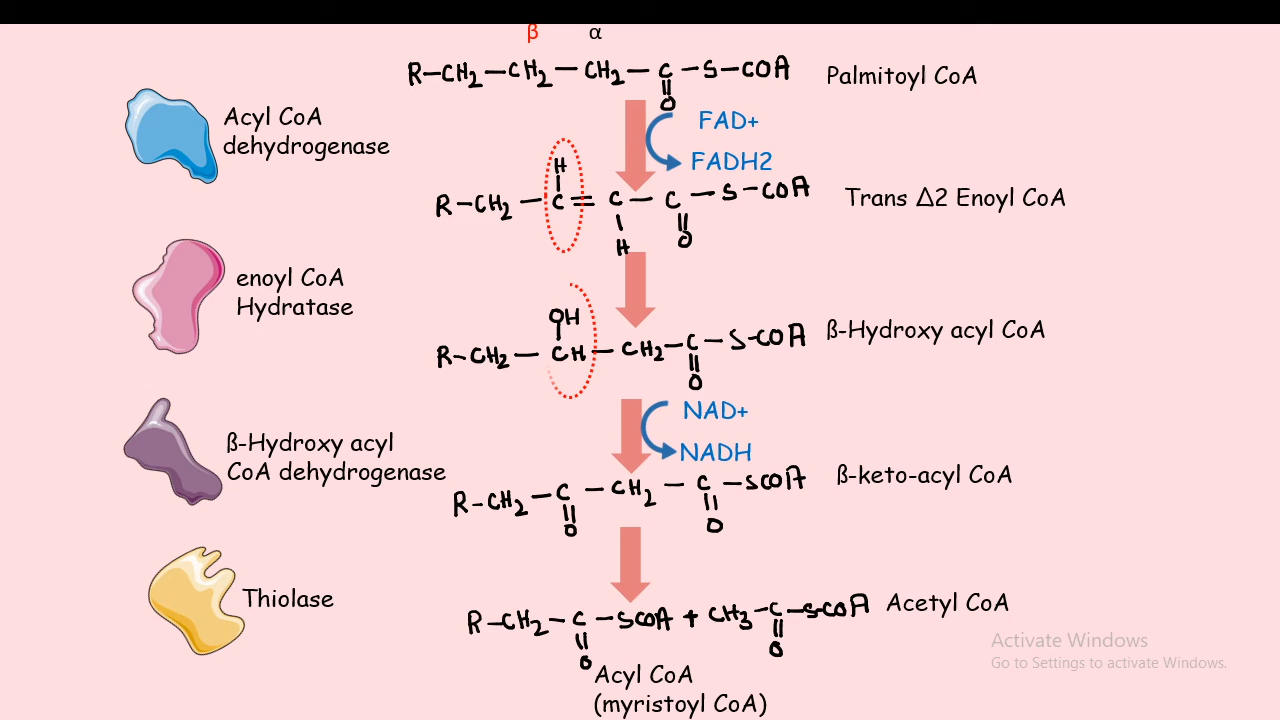 β α
R-CH2-CH2-CH2-C-S-COA Palmitoyl CoA
O
Acyl CoA
dehydrogenase
FAD+
FADH2
H
R-CH2-C=C-C-S-COA Trans Δ2 Enoyl CoA
H O
enoyl CoA
Hydratase
OH
R-CH2-CH-CH2-C-S-COA ß-Hydroxy acyl CoA
O
NAD+
NADH
ß-Hydroxy acyl
CoA dehydrogenase
R-CH2-C-CH2-C-SCOA ß-keto-acyl CoA
O O
Thiolase
R-CH2-C-SCOA + CH3-C-SCOA Acetyl CoA
O O
Acyl CoA
(myristoyl CoA)
Activate Windows
Go to Settings to activate Windows.